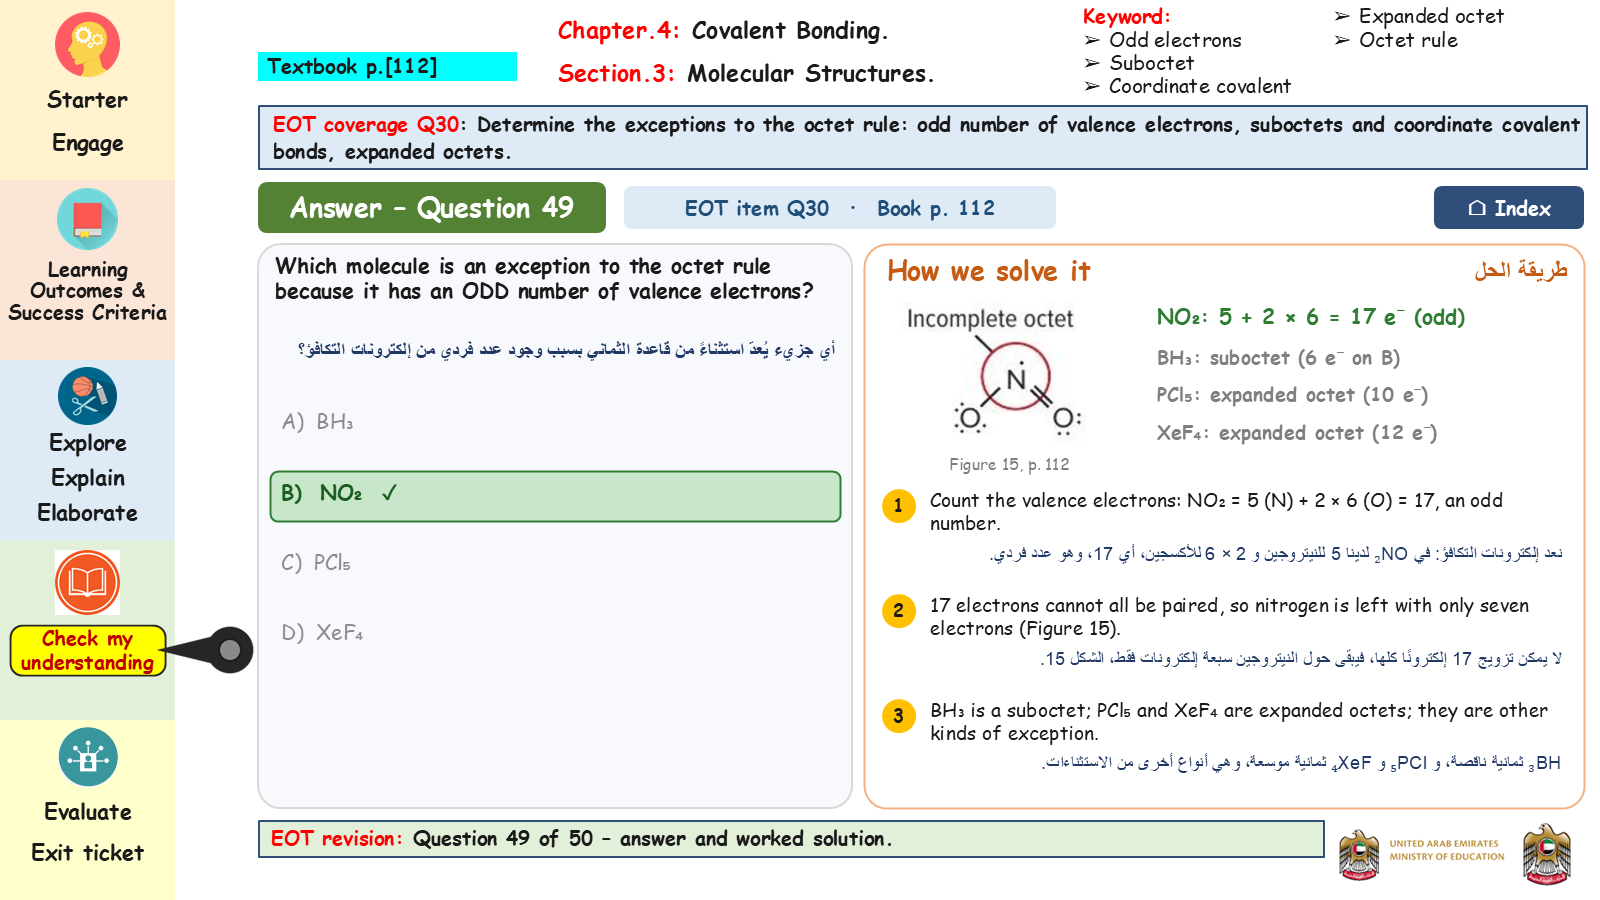 Starter
Engage
Learning
Outcomes &
Success Criteria
Explore
Explain
Elaborate
Check my
understanding
Evaluate
Exit ticket
Textbook p.[112]
Chapter.4: Covalent Bonding.
Section.3: Molecular Structures.
Keyword:
➢ Odd electrons
➢ Suboctet
➢ Coordinate covalent
➢ Expanded octet
➢ Octet rule
EOT coverage Q30: Determine the exceptions to the octet rule: odd number of valence electrons, suboctets and coordinate covalent
bonds, expanded octets.
Answer – Question 49
EOT item Q30 · Book p. 112
Index
Which molecule is an exception to the octet rule
because it has an ODD number of valence electrons?
أي جزيء يُعدّ استثناءً من قاعدة الثماني بسبب وجود عدد فردي من إلكترونات التكافؤ؟
A) BH₃
B) NO₂ ✓
C) PCl₅
D) XeF₄
How we solve it
طريقة الحل
Incomplete octet
N
O
O
Figure 15, p. 112
NO₂: 5 + 2 × 6 = 17 e⁻ (odd)
BH₃: suboctet (6 e⁻ on B)
PCl₅: expanded octet (10 e⁻)
XeF₄: expanded octet (12 e⁻)
1
Count the valence electrons: NO₂ = 5 (N) + 2 × 6 (O) = 17, an odd
number.
نعد إلكترونات التكافؤ: في NO₂ لدينا 5 للنيتروجين و 2 × 6 للأكسجين، أي 17، وهو عدد فردي.
2
17 electrons cannot all be paired, so nitrogen is left with only seven
electrons (Figure 15).
لا يمكن تزويج 17 إلكترونًا كلها، فيبقى حول النيتروجين سبعة إلكترونات فقط، الشكل 15.
3
BH₃ is a suboctet; PCl₅ and XeF₄ are expanded octets; they are other
kinds of exception.
BH₃ ثمانية ناقصة، و PCl₅ و XeF₄ ثمانية موسعة، وهي أنواع أخرى من الاستثناءات.
EOT revision: Question 49 of 50 – answer and worked solution.
UNITED ARAB EMIRATES
MINISTRY OF EDUCATION